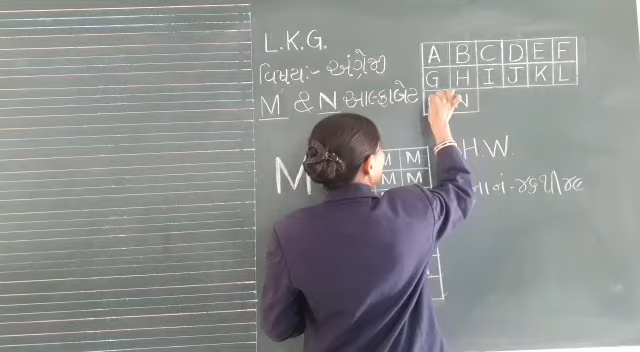 L.K.G.
વિષય:- અંગ્રેજી
M & N આલ્ફાબેટ
A B C D E F
G H I J K L
N
M
M M
M M
H.W.